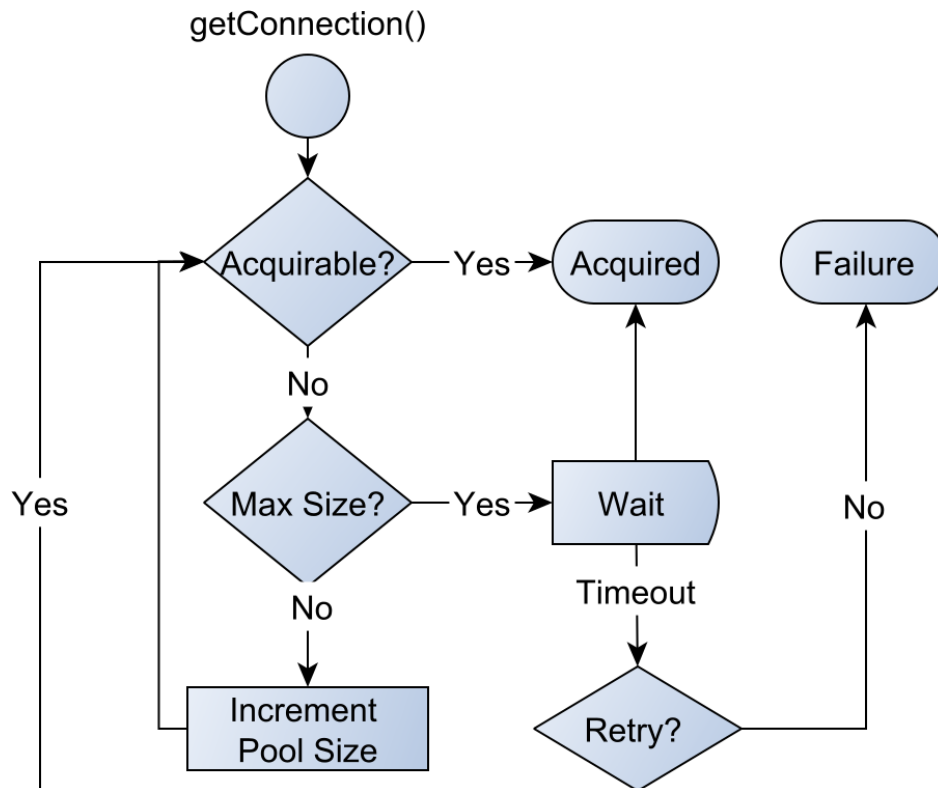 getConnection()
Acquirable?
Yes
Acquired
Failure
No
Yes
Max Size?
Yes
Wait
No
Timeout
No
Increment
Pool Size
Retry?